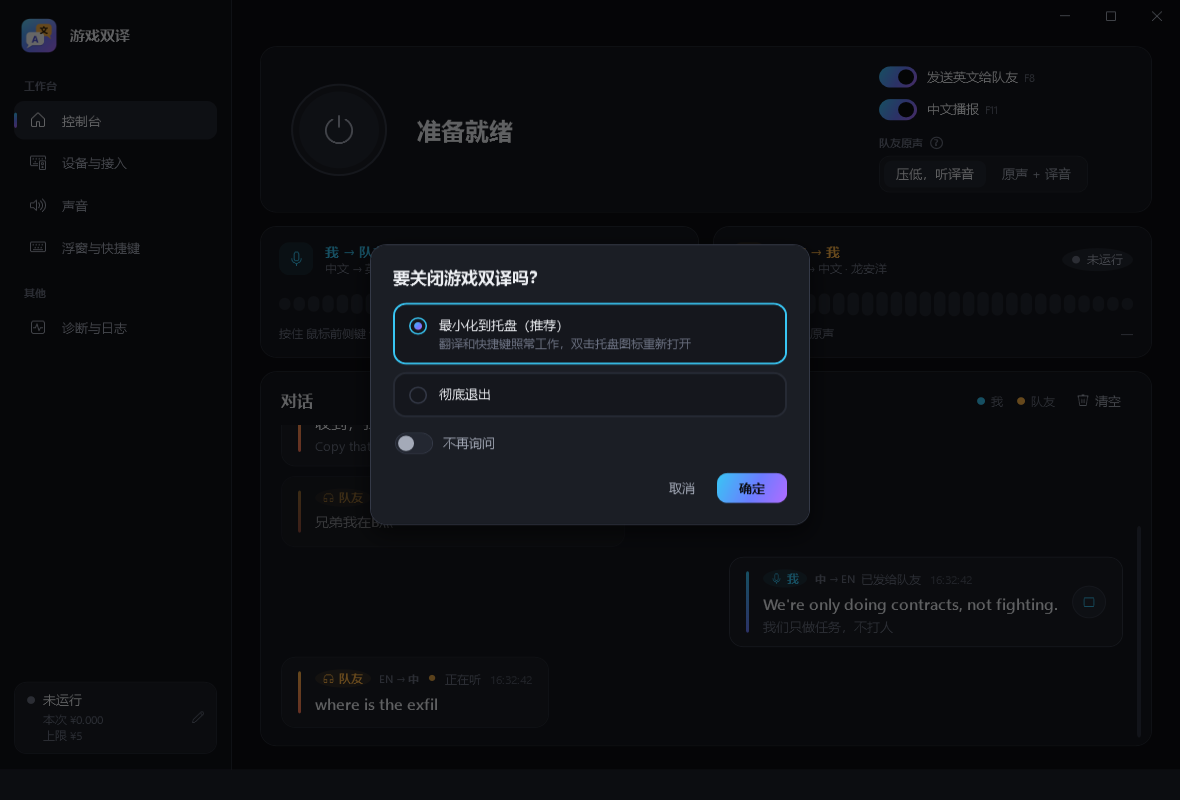 游戏双译
工作台
控制台
设备与接入
声音
浮窗与快捷键
其他
诊断与日志
未运行
本次 ¥0.000
上限 ¥5
准备就绪
发送英文给队友 F8
中文播报 F11
队友原声 ?
压低，听译音
原声 + 译音
我 → 队
中文 →
按住 鼠标前侧键
→ 我
→ 中文 · 龙安洋
未运行
原声
—
对话
我
队友
清空
Copy that
队友
兄弟我在
我 中 → EN 已发给队友 16:32:42
We're only doing contracts, not fighting.
我们只做任务，不打人
队友 EN → 中 正在听 16:32:42
where is the exfil
要关闭游戏双译吗?
最小化到托盘（推荐）
翻译和快捷键照常工作，双击托盘图标重新打开
彻底退出
不再询问
取消
确定